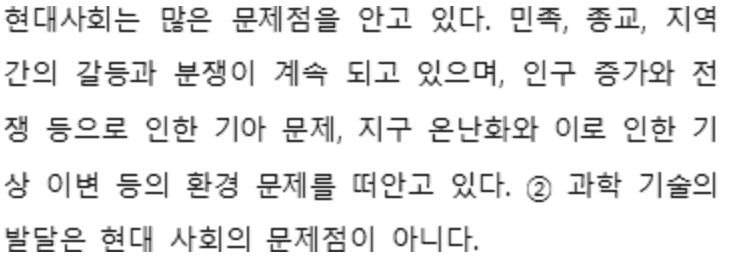 현대사회는 많은 문제점을 안고 있다. 민족, 종교, 지역
간의 갈등과 분쟁이 계속 되고 있으며, 인구 증가와 전
쟁 등으로 인한 기아 문제, 지구 온난화와 이로 인한 기
상 이변 등의 환경 문제를 떠안고 있다. ② 과학 기술의
발달은 현대 사회의 문제점이 아니다.